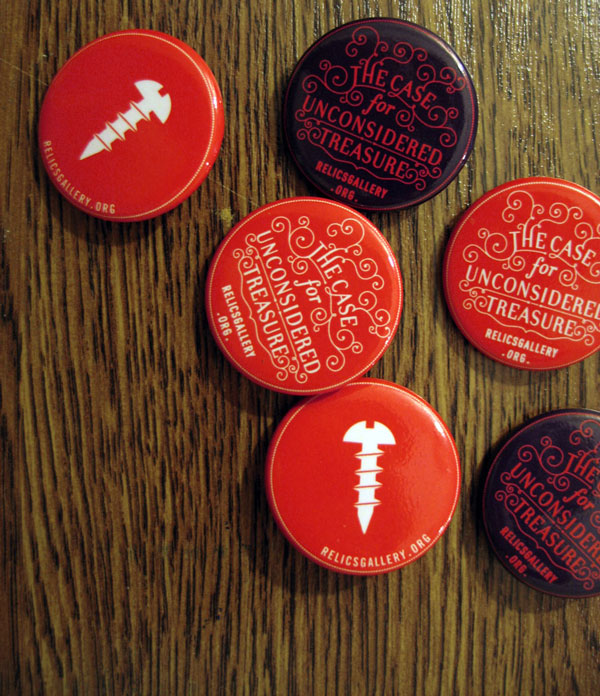 RELICSGALLERY.ORG
THE CASE
for
UNCONSIDERED
TREASURE
RELICSGALLERY
.ORG.
THE CASE
for
UNCONSIDERED
TREASURE
RELICSGALLERY
.ORG.
THE CASE
for
UNCONSIDERED
TREASURE
RELICSGALLERY
.ORG.
RELICSGALLERY.ORG
THE
for
UNCONSIDERED
TREASURE
RELICSGALLERY
.ORG.